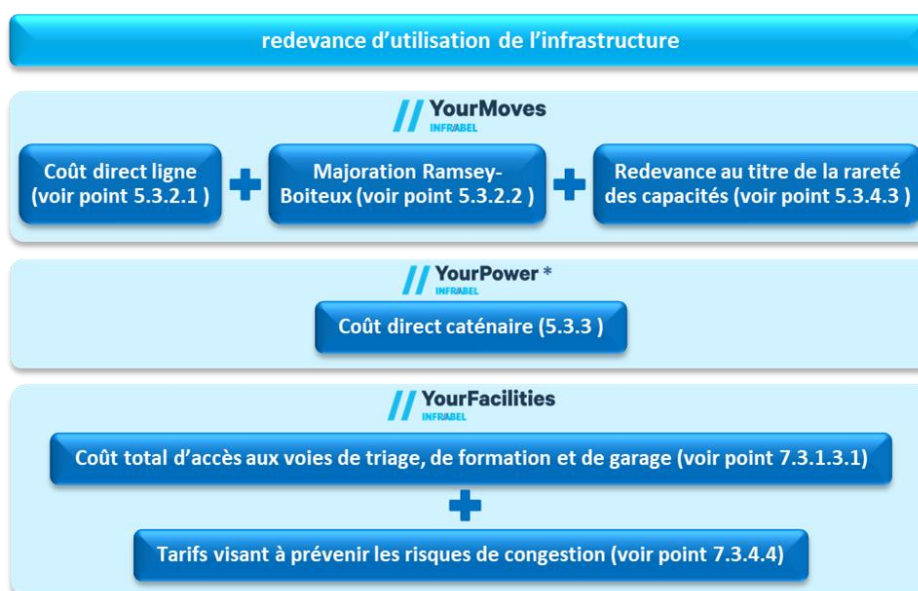 redevance d'utilisation de l'infrastructure
YourMoves
INFRABEL
Coût direct ligne
(voir point 5.3.2.1 )
Majoration Ramsey-
Boiteux (voir point 5.3.2.2 )
Redevance au titre de la rareté
des capacités (voir point 5.3.4.3 )
YourPower *
INFRABEL
Coût direct caténaire (5.3.3 )
YourFacilities
INFRABEL
Coût total d'accès aux voies de triage, de formation et de garage (voir point 7.3.1.3.1)
Tarifs visant à prévenir les risques de congestion (voir point 7.3.4.4)